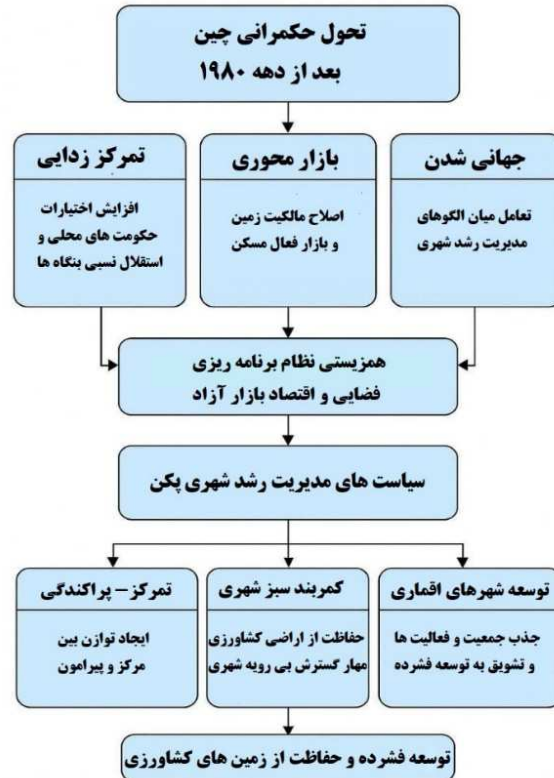 تحول حکمرانی چین
بعد از دهه ۱۹۸۰
جهانی شدن
تعامل میان الگوهای
مدیریت رشد شهری
بازار محوری
اصلاح مالکیت زمین
و بازار فعال مسکن
تمرکز زدایی
افزایش اختیارات
حکومت های محلی و
استقلال نسبی بنگاه ها
همزیستی نظام برنامه ریزی
فضایی و اقتصاد بازار آزاد
سیاست های مدیریت رشد شهری پکن
توسعه شهرهای اقماری
جذب جمعیت و فعالیت ها
و تشویق به توسعه فشرده
کمربند سبز شهری
حفاظت از اراضی کشاورزی
مهار گسترش بی رویه شهری
تمرکز – پراکندگی
ایجاد توازن بین
مرکز و پیرامون
توسعه فشرده و حفاظت از زمین های کشاورزی